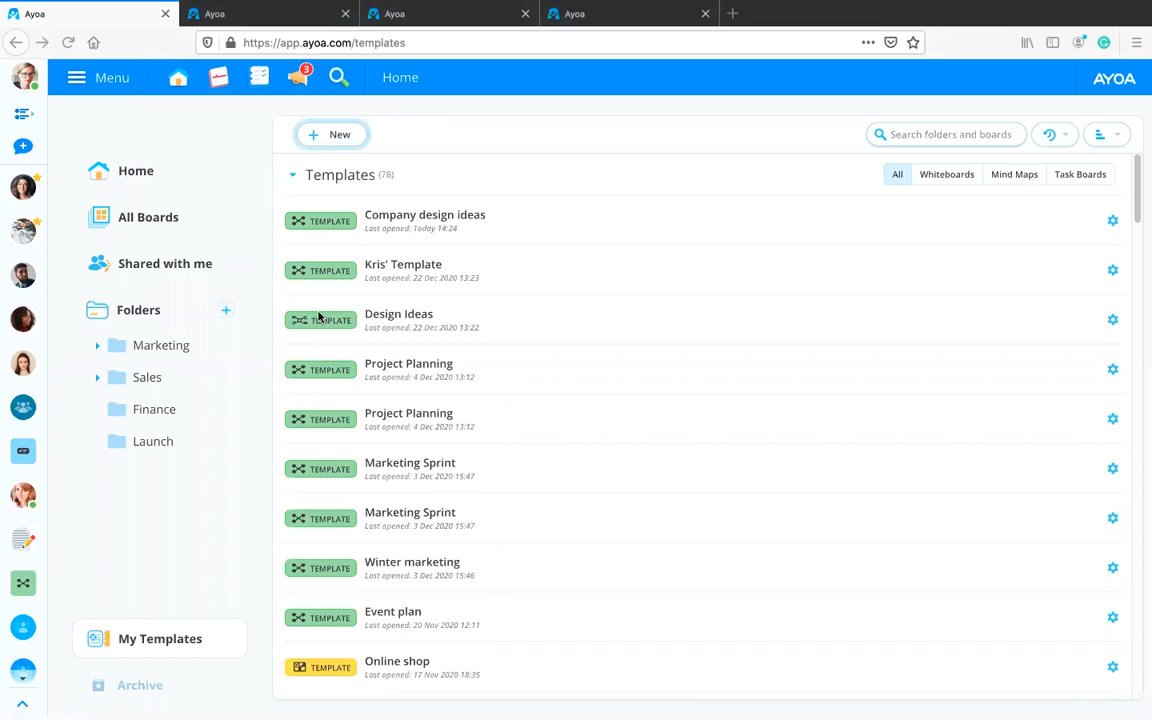 Ayoa
Ayoa
Ayoa
Ayoa
https://app.ayoa.com/templates
Menu
3
Home
AYOA
Home
All Boards
Shared with me
Folders
Marketing
Sales
Finance
Launch
My Templates
Archive
New
Search folders and boards
Templates (78)
All
Whiteboards
Mind Maps
Task Boards
TEMPLATE
Company design ideas
Last opened: Today 14:24
TEMPLATE
Kris' Template
Last opened: 22 Dec 2020 13:23
TEMPLATE
Design Ideas
Last opened: 22 Dec 2020 13:22
TEMPLATE
Project Planning
Last opened: 4 Dec 2020 13:12
TEMPLATE
Project Planning
Last opened: 4 Dec 2020 13:12
TEMPLATE
Marketing Sprint
Last opened: 3 Dec 2020 15:47
TEMPLATE
Marketing Sprint
Last opened: 3 Dec 2020 15:47
TEMPLATE
Winter marketing
Last opened: 3 Dec 2020 15:46
TEMPLATE
Event plan
Last opened: 20 Nov 2020 12:11
TEMPLATE
Online shop
Last opened: 17 Nov 2020 18:35